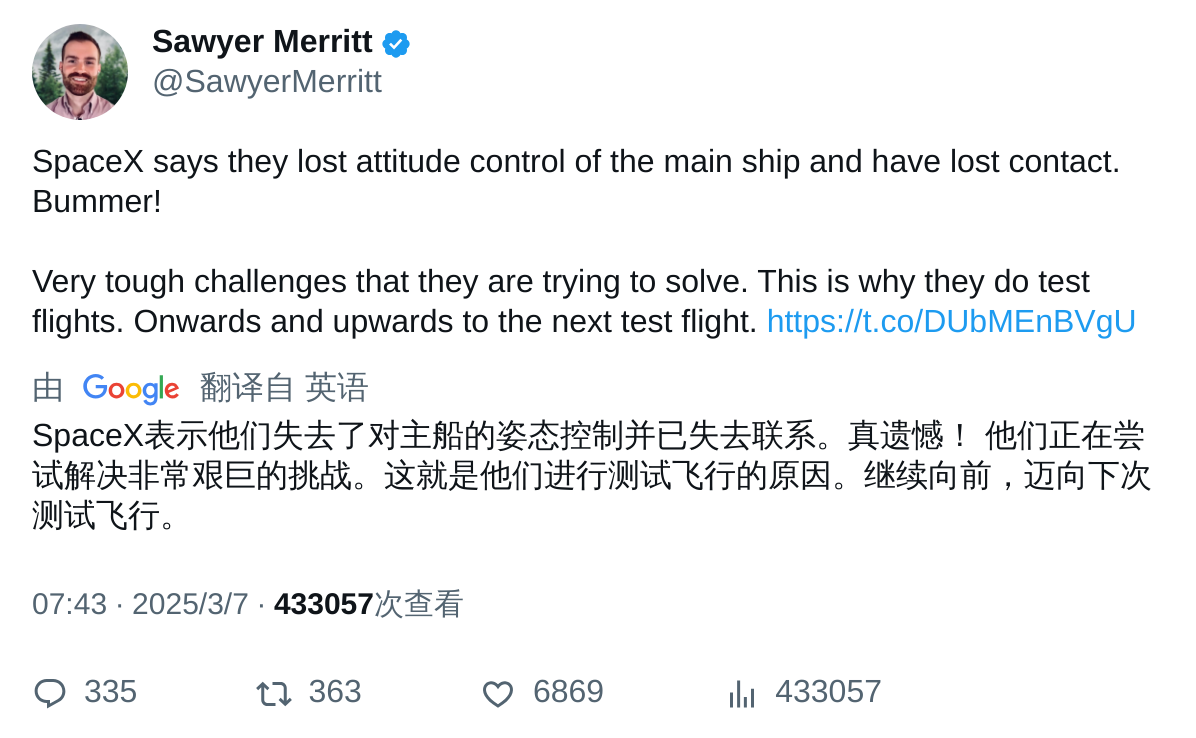 Sawyer Merritt
@SawyerMerritt
SpaceX says they lost attitude control of the main ship and have lost contact.
Bummer!
Very tough challenges that they are trying to solve. This is why they do test
flights. Onwards and upwards to the next test flight. https://t.co/DUbMEnBVgU
由 Google 翻译自 英语
SpaceX表示他们失去了对主船的姿态控制并已失去联系。真遗憾！ 他们正在尝
试解决非常艰巨的挑战。这就是他们进行测试飞行的原因。继续向前，迈向下次
测试飞行。
07:43 · 2025/3/7 · 433057次查看
335 363 6869 433057